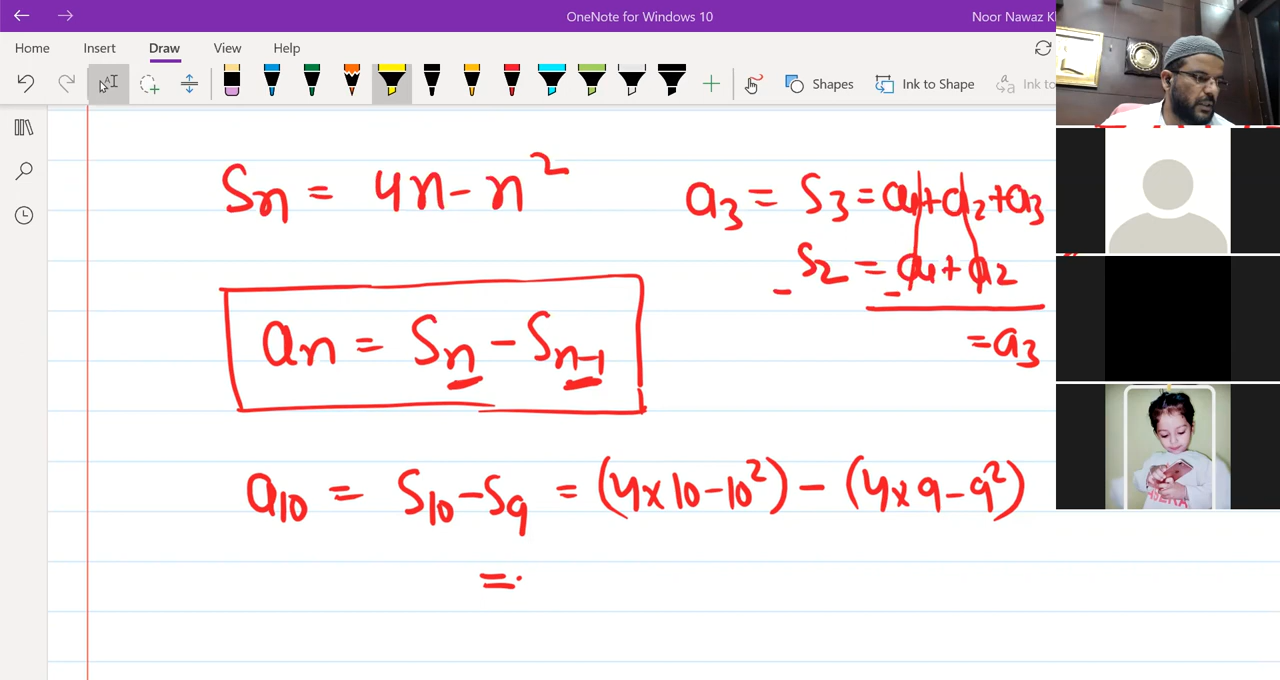 OneNote for Windows 10
Noor Nawaz K
Home Insert Draw View Help
Shapes Ink to Shape Ink to
Sn = 4n - n²
a3 = S3 = a1 + a2 + a3
- S2 = - a1 + a2
= a3
an = Sn - Sn-1
a10 = S10 - S9 = (4×10-10²) - (4×9-9²)
=